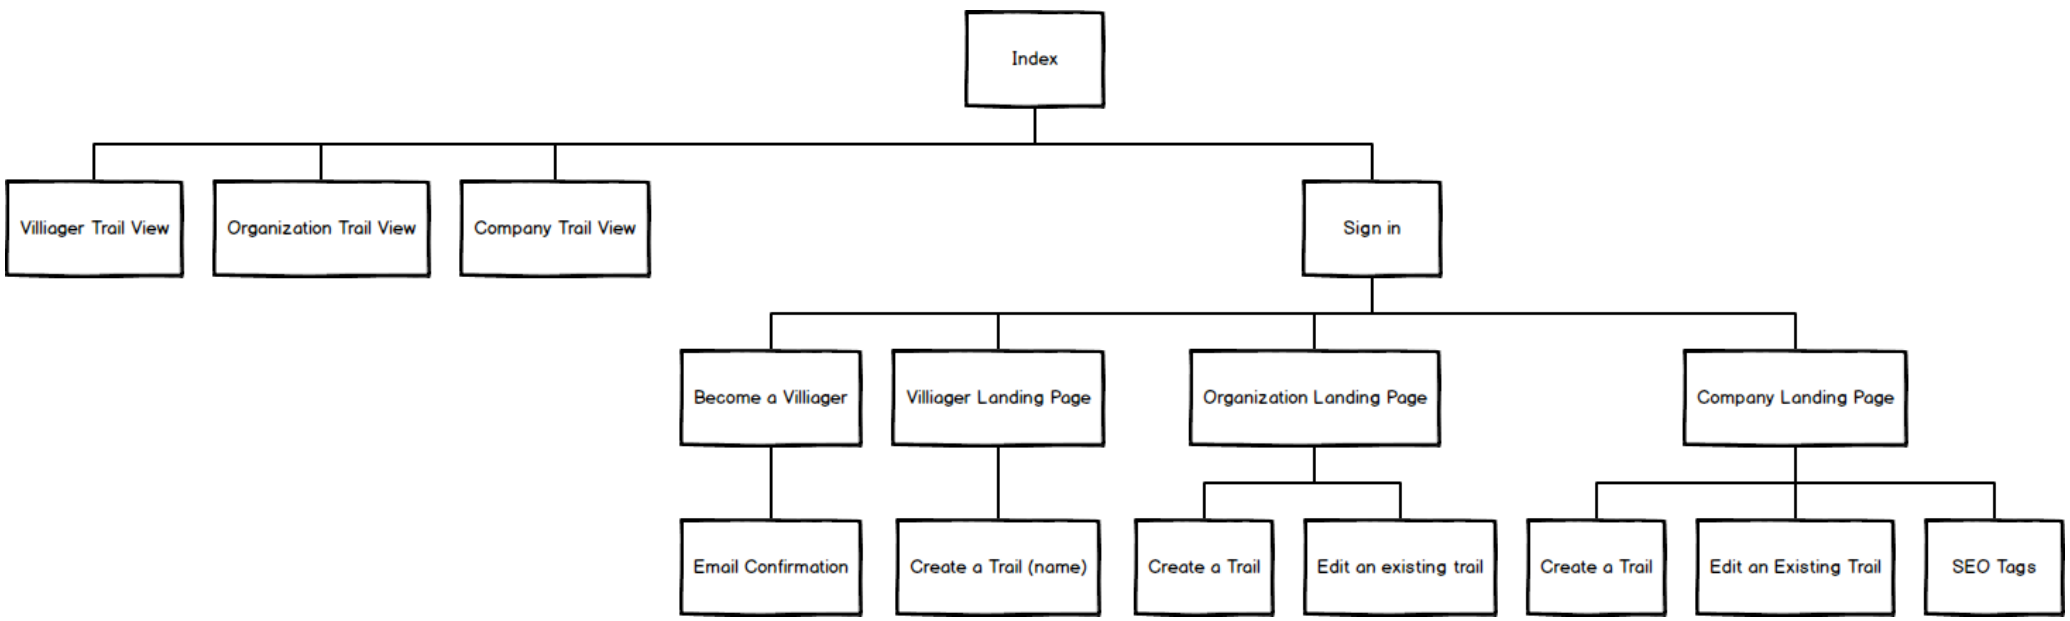 Index
Villiager Trail View
Organization Trail View
Company Trail View
Sign in
Become a Villiager
Villiager Landing Page
Organization Landing Page
Company Landing Page
Email Confirmation
Create a Trail (name)
Create a Trail
Edit an existing trail
Create a Trail
Edit an Existing Trail
SEO Tags